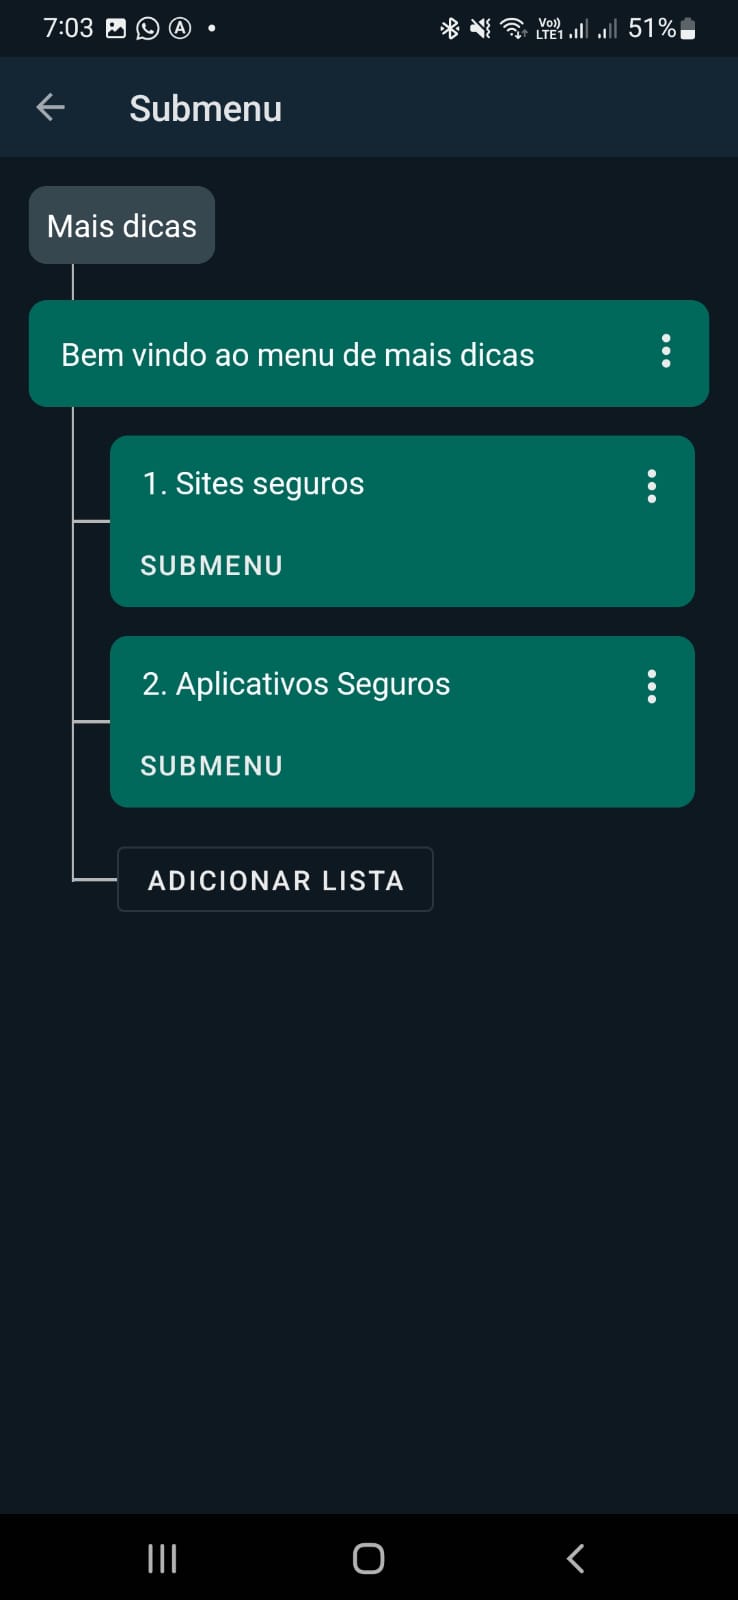 7:03 Vo)) LTE1 51%
Submenu
Mais dicas
Bem vindo ao menu de mais dicas
1. Sites seguros
SUBMENU
2. Aplicativos Seguros
SUBMENU
ADICIONAR LISTA